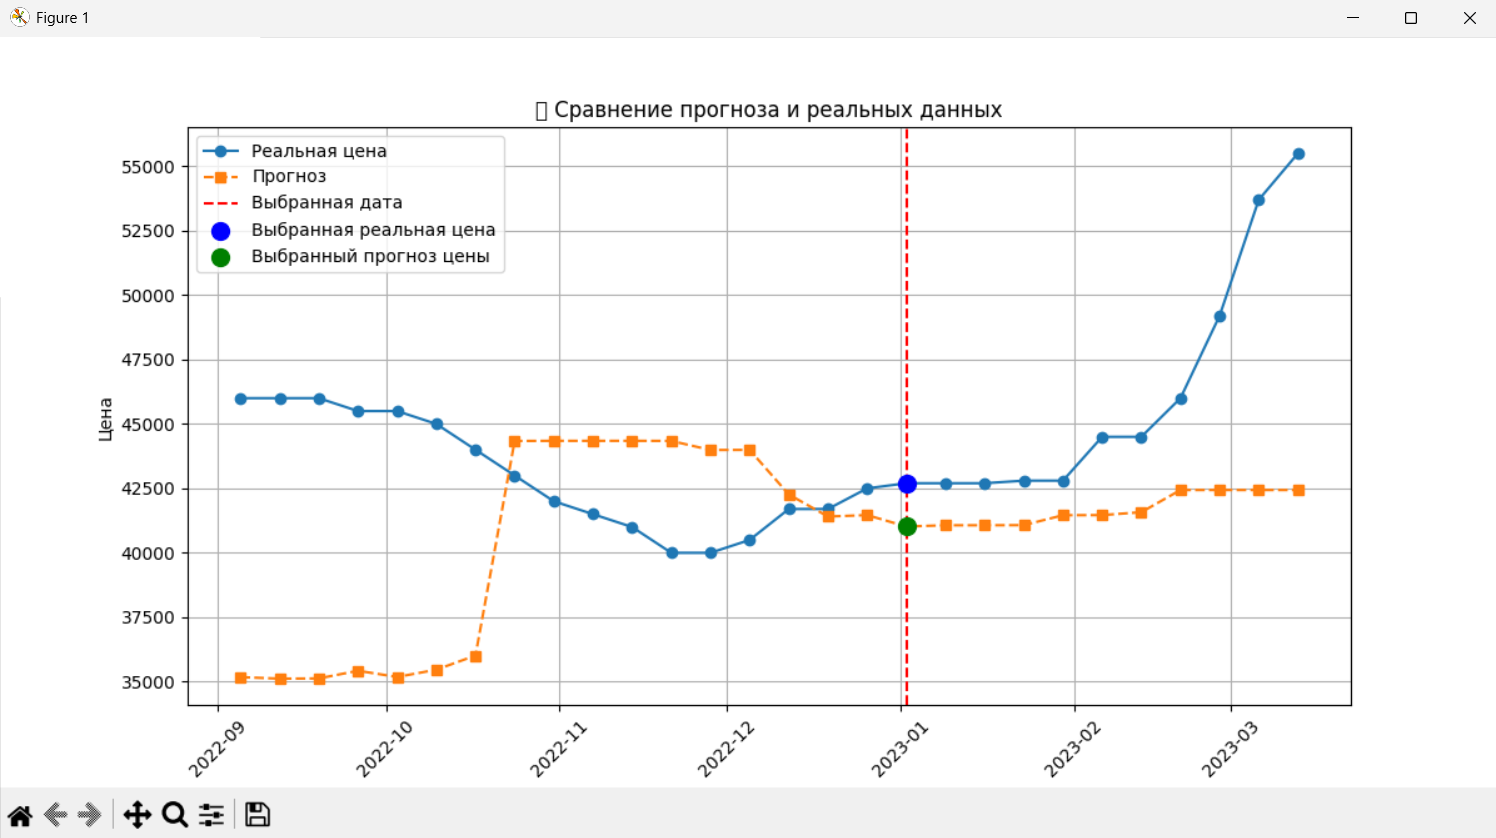 Figure 1
Сравнение прогноза и реальных данных
Реальная цена
Прогноз
Выбранная дата
Выбранная реальная цена
Выбранный прогноз цены
Цена
55000
52500
50000
47500
45000
42500
40000
37500
35000
2022-09
2022-10
2022-11
2022-12
2023-01
2023-02
2023-03